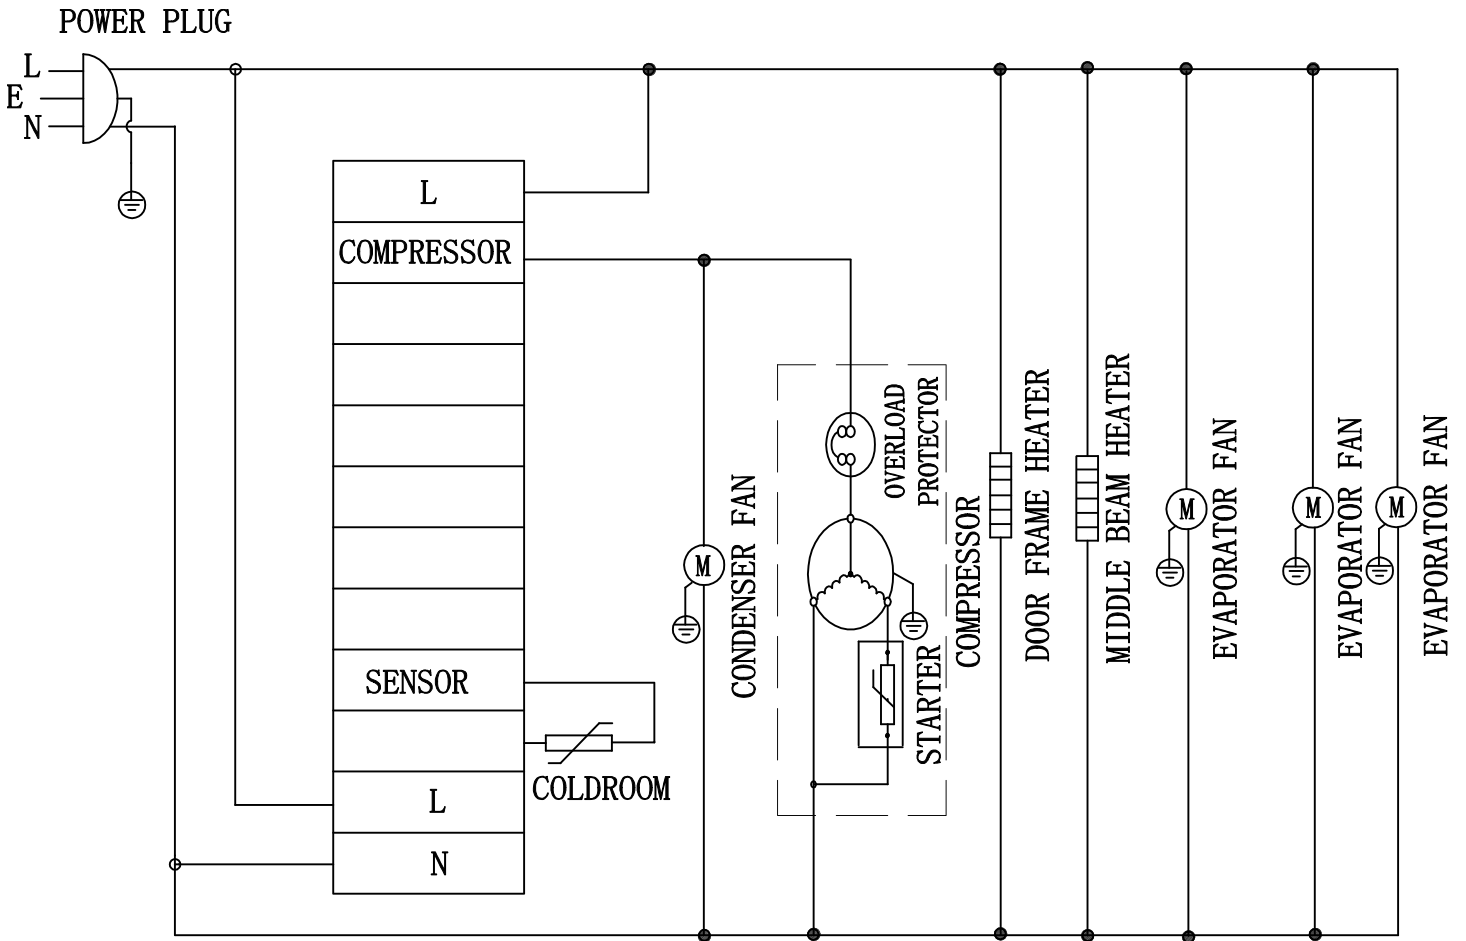 POWER PLUG
L
E
N
L
COMPRESSOR
SENSOR
COLDROOM
L
N
M
CONDENSER FAN
OVERLOAD
PROTECTOR
STARTER
COMPRESSOR
DOOR FRAME HEATER
MIDDLE BEAM HEATER
M
EVAPORATOR FAN
M
EVAPORATOR FAN
M
EVAPORATOR FAN